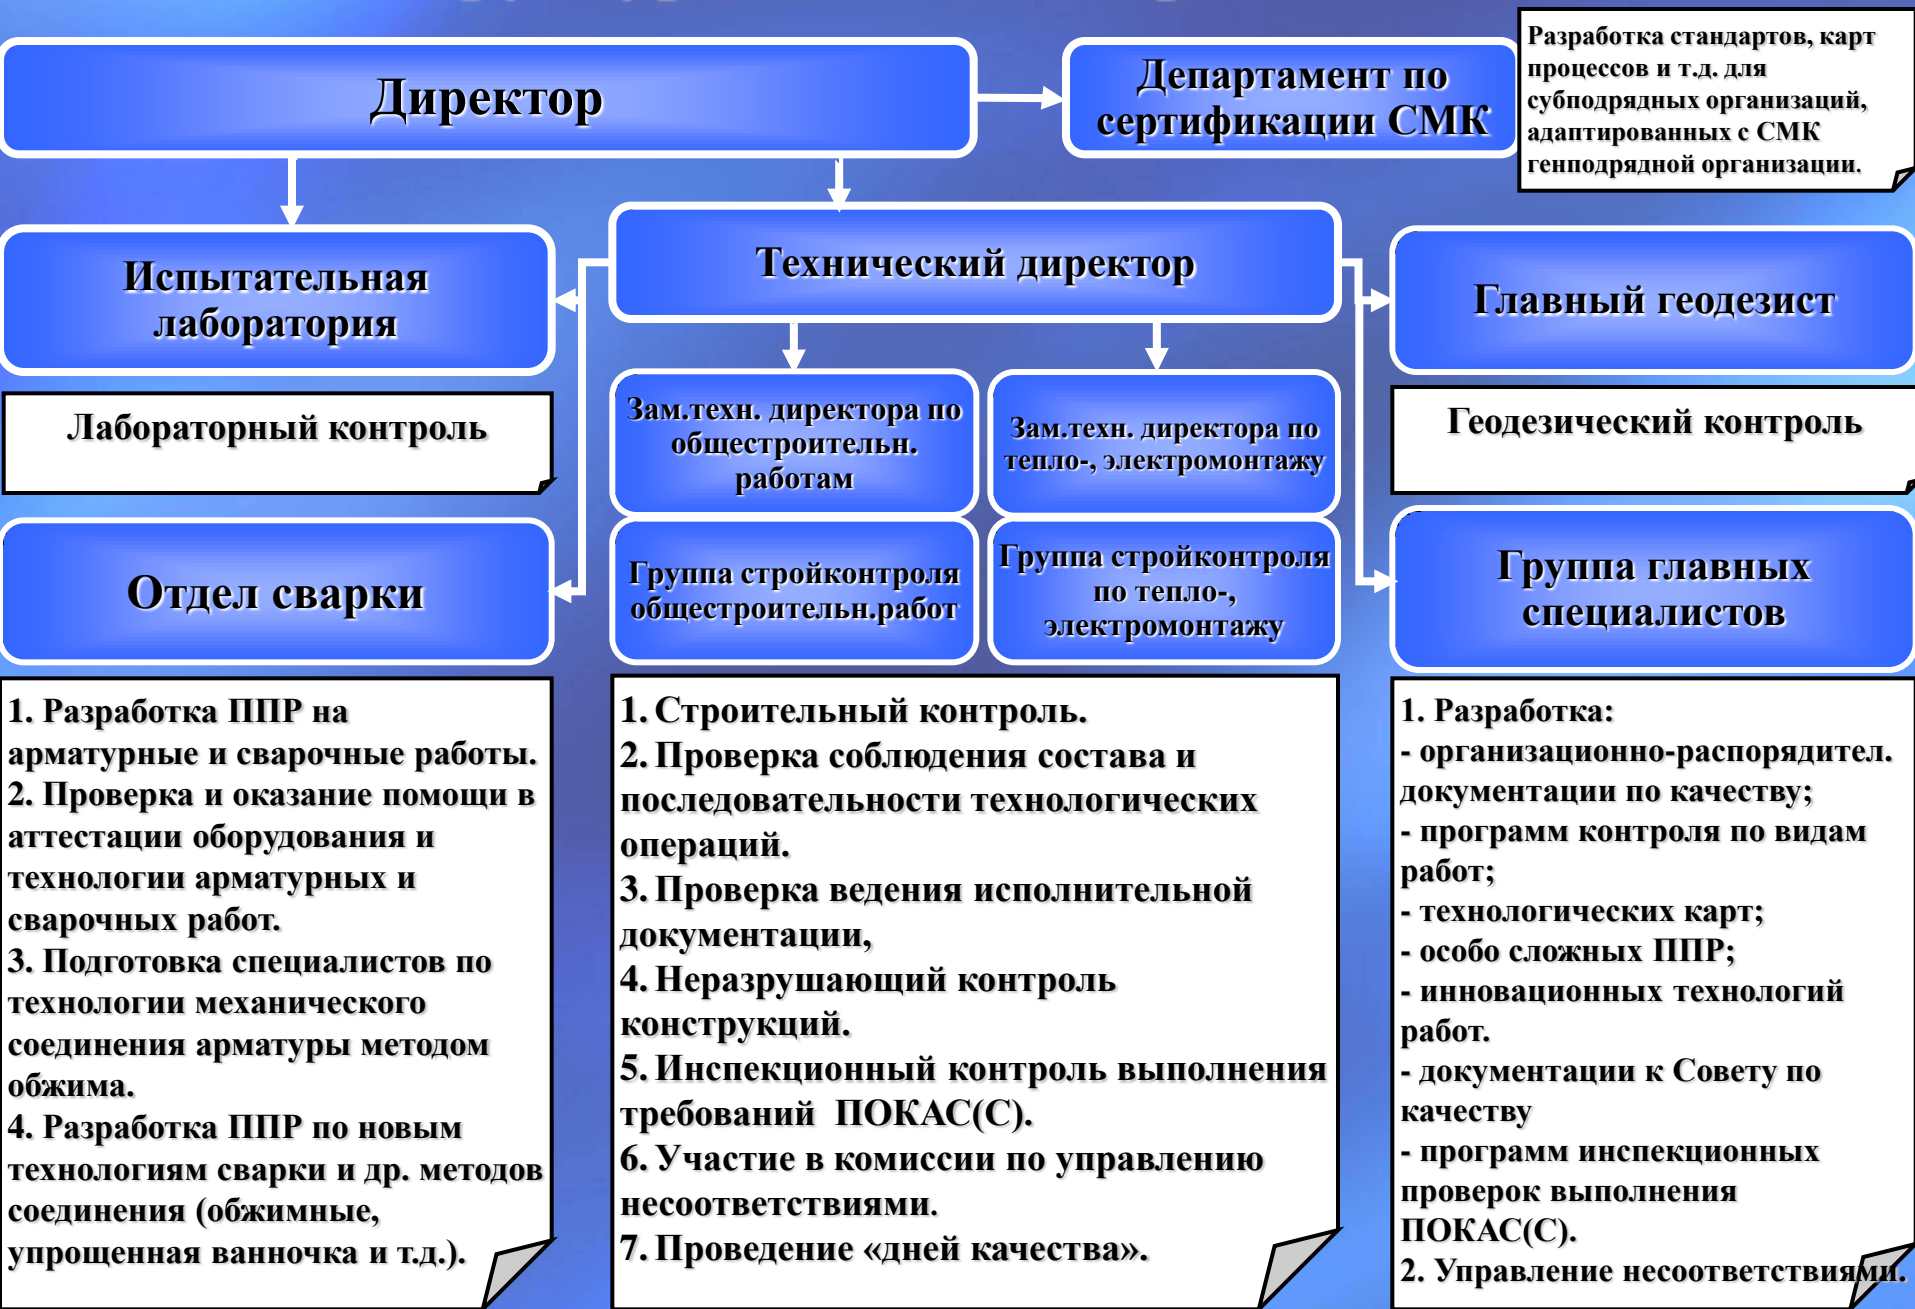 Директор
Департамент по
сертификации СМК
Разработка стандартов, карт
процессов и т.д. для
субподрядных организаций,
адаптированных с СМК
генподрядной организации.
Испытательная
лаборатория
Технический директор
Главный геодезист
Лабораторный контроль
Зам.техн. директора по
общестроительн.
работам
Зам.техн. директора по
тепло-, электромонтажу
Геодезический контроль
Отдел сварки
Группа стройконтроля
общестроительн.работ
Группа стройконтроля
по тепло-,
электромонтажу
Группа главных
специалистов
1. Разработка ППР на
арматурные и сварочные работы.
2. Проверка и оказание помощи в
аттестации оборудования и
технологии арматурных и
сварочных работ.
3. Подготовка специалистов по
технологии механического
соединения арматуры методом
обжима.
4. Разработка ППР по новым
технологиям сварки и др. методов
соединения (обжимные,
упрощенная ванночка и т.д.).
1. Строительный контроль.
2. Проверка соблюдения состава и
последовательности технологических
операций.
3. Проверка ведения исполнительной
документации,
4. Неразрушающий контроль
конструкций.
5. Инспекционный контроль выполнения
требований ПОКАС(С).
6. Участие в комиссии по управлению
несоответствиями.
7. Проведение «дней качества».
1. Разработка:
- организационно-распорядител.
документации по качеству;
- программ контроля по видам
работ;
- технологических карт;
- особо сложных ППР;
- инновационных технологий
работ.
- документации к Совету по
качеству
- программ инспекционных
проверок выполнения
ПОКАС(С).
2. Управление несоответствиями.